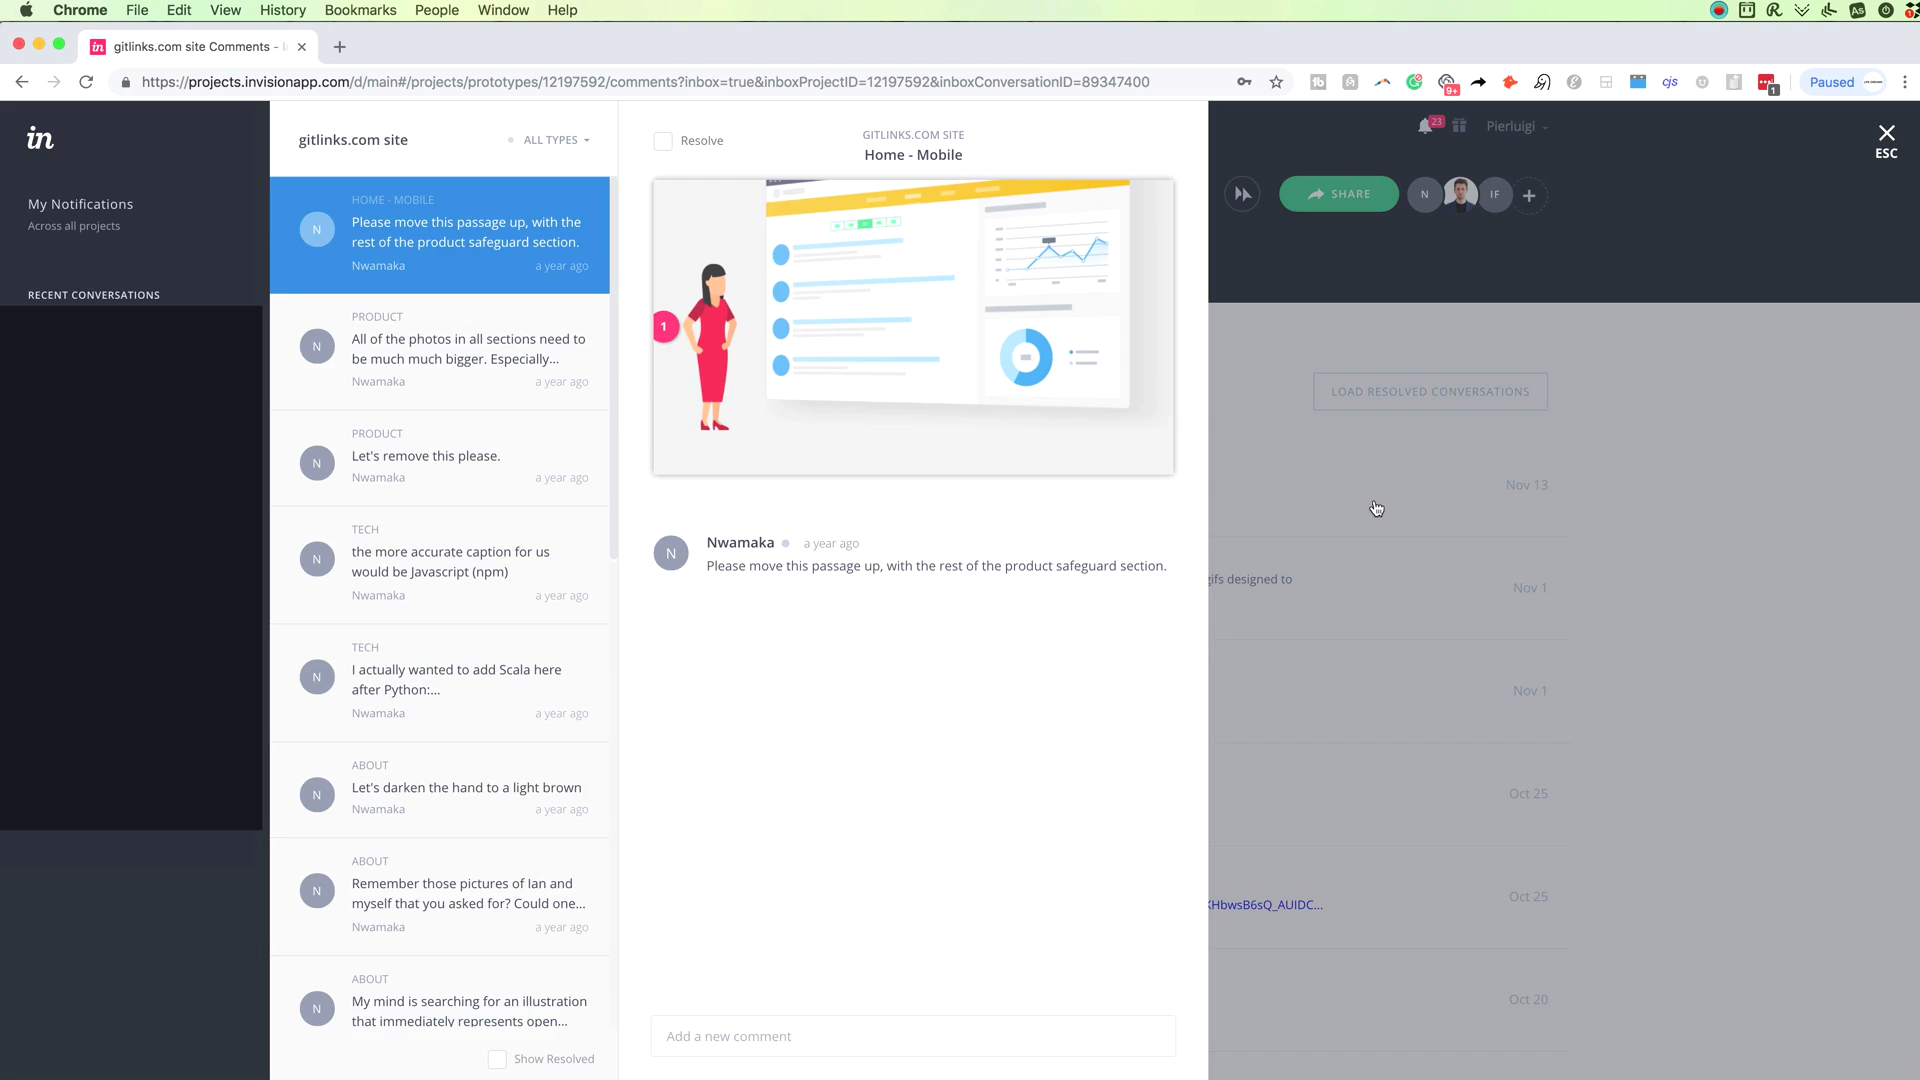 Chrome File Edit View History Bookmarks People Window Help
gitlinks.com site Comments - I
https://projects.invisionapp.com/d/main#/projects/prototypes/12197592/comments?inbox=true&inboxProjectID=12197592&inboxConversationID=89347400
9+
cjs
1
Paused
in
My Notifications
Across all projects
RECENT CONVERSATIONS
gitlinks.com site
ALL TYPES
HOME - MOBILE
N
Please move this passage up, with the
rest of the product safeguard section.
Nwamaka a year ago
PRODUCT
N
All of the photos in all sections need to
be much much bigger. Especially...
Nwamaka a year ago
PRODUCT
N
Let's remove this please.
Nwamaka a year ago
TECH
N
the more accurate caption for us
would be Javascript (npm)
Nwamaka a year ago
TECH
N
I actually wanted to add Scala here
after Python:...
Nwamaka a year ago
ABOUT
N
Let's darken the hand to a light brown
Nwamaka a year ago
ABOUT
N
Remember those pictures of Ian and
myself that you asked for? Could one...
Nwamaka a year ago
ABOUT
N
My mind is searching for an illustration
that immediately represents open...
Show Resolved
Resolve
GITLINKS.COM SITE
Home - Mobile
1
N
Nwamaka a year ago
Please move this passage up, with the rest of the product safeguard section.
Add a new comment
23
Pierluigi
ESC
SHARE
N
IF
LOAD RESOLVED CONVERSATIONS
Nov 13
gifs designed to
Nov 1
Nov 1
Oct 25
Oct 25
KHbwsB6sQ_AUIDC...
Oct 20